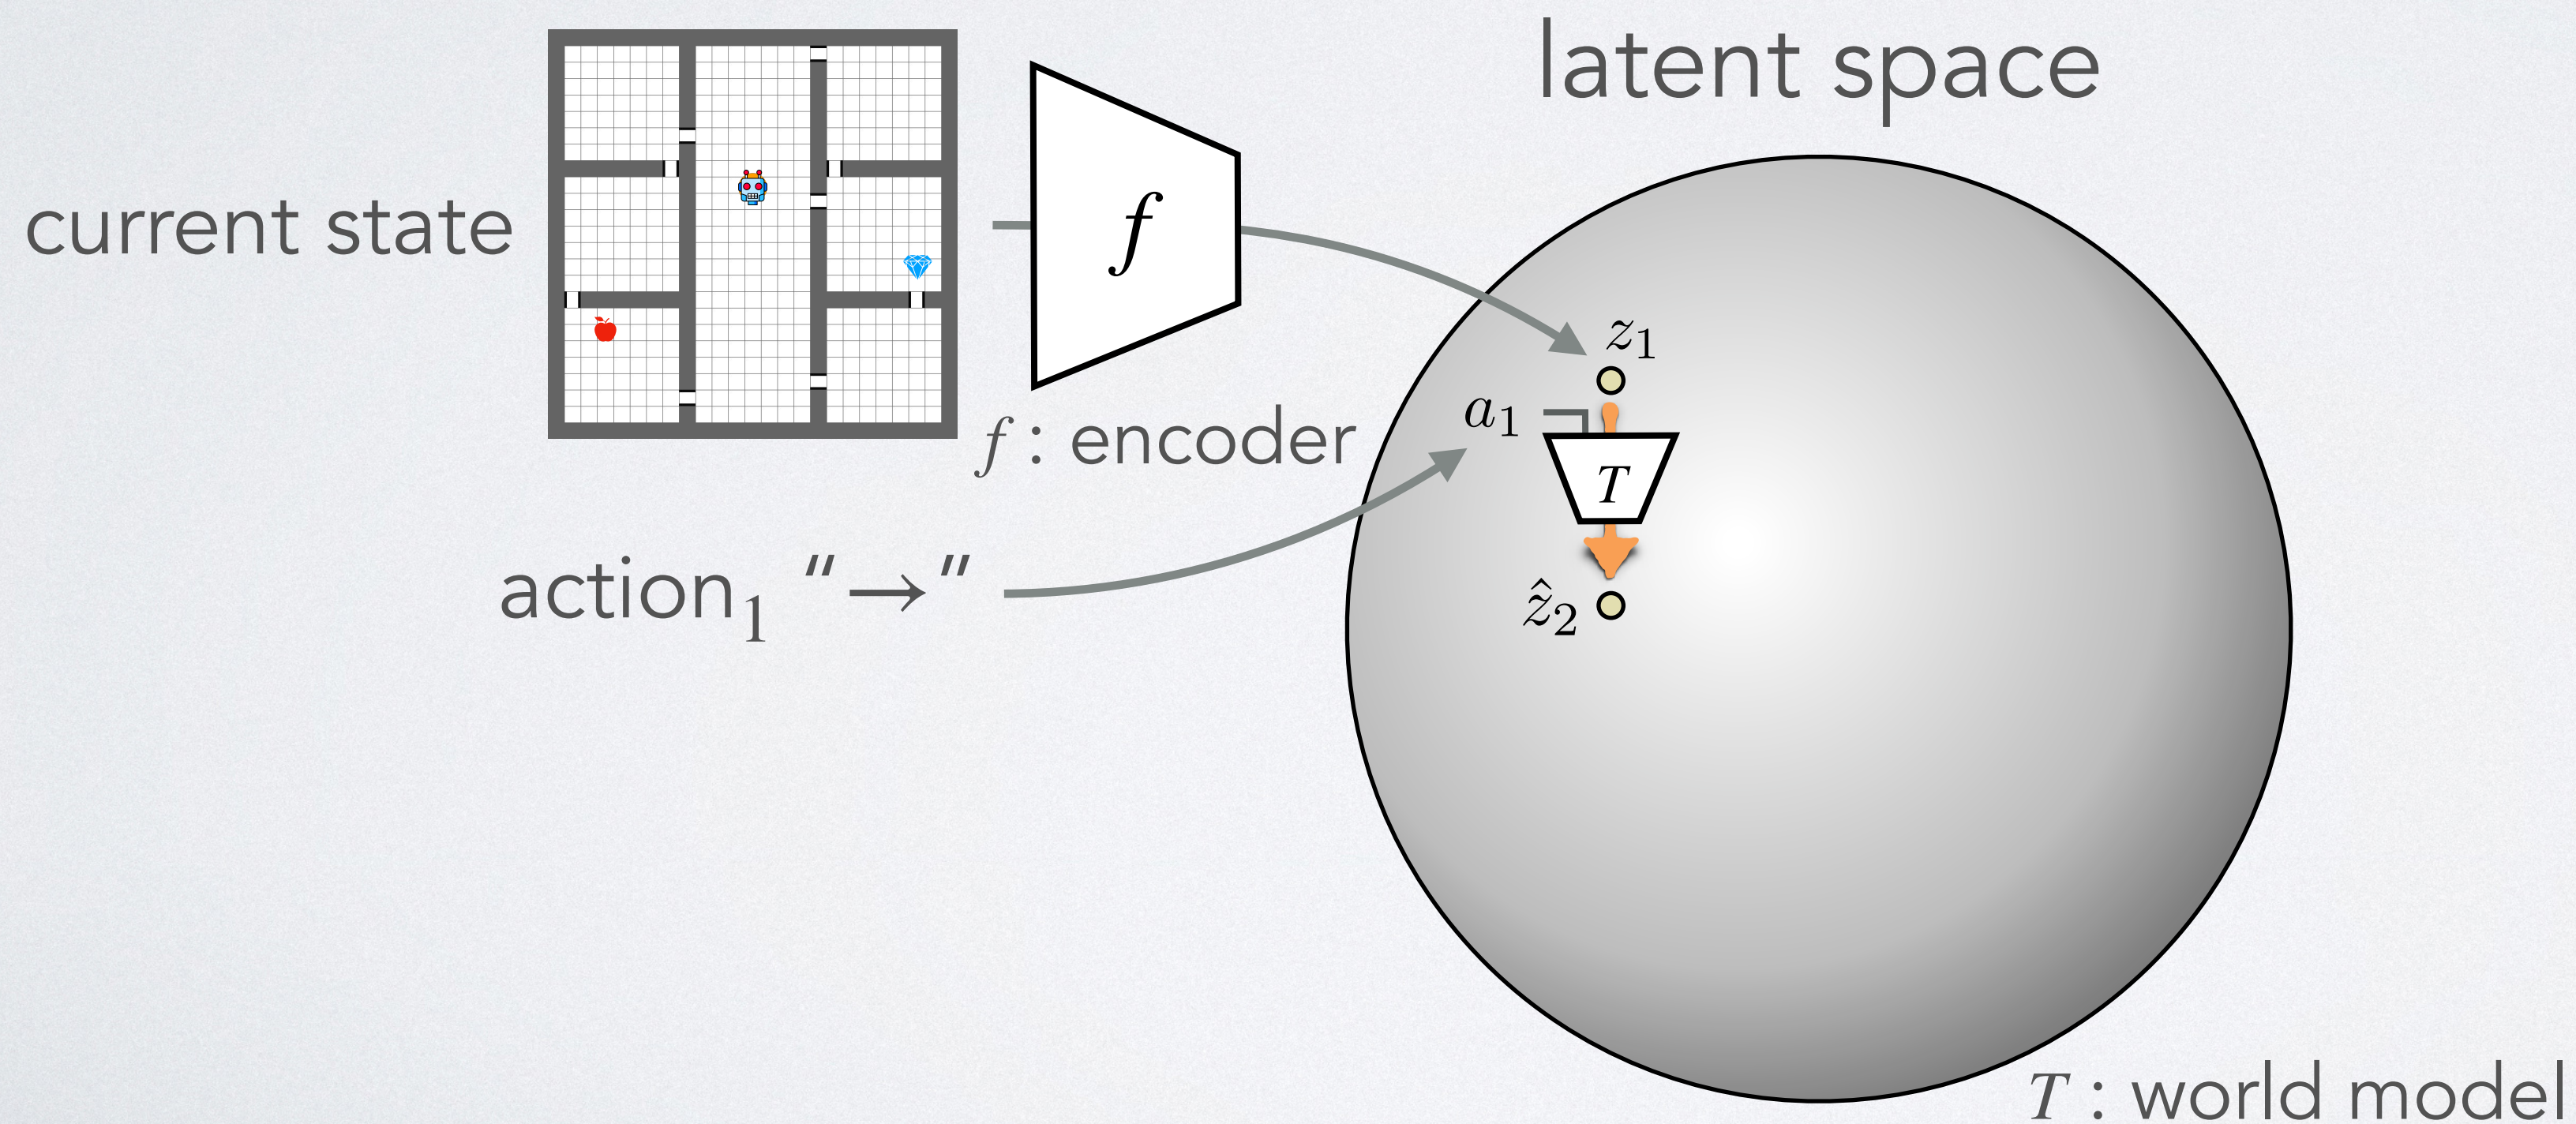 latent space
current state
f
z₁
a₁
f : encoder
T
action₁ "→"
ẑ₂
T : world model